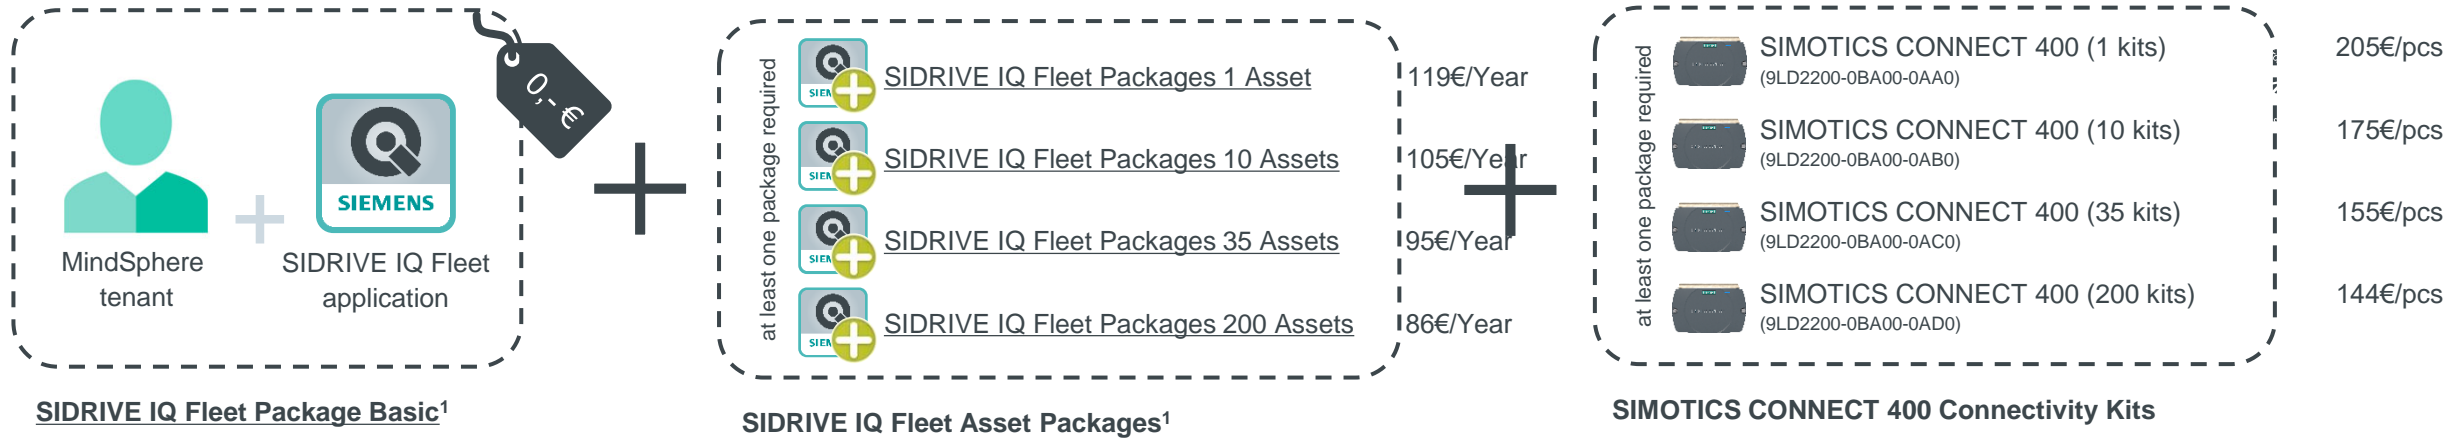 0,- €
SIEMENS
MindSphere
tenant
SIDRIVE IQ Fleet
application
SIDRIVE IQ Fleet Package Basic¹
at least one package required
SIDRIVE IQ Fleet Packages 1 Asset
119€/Year
SIDRIVE IQ Fleet Packages 10 Assets
105€/Year
SIDRIVE IQ Fleet Packages 35 Assets
95€/Year
SIDRIVE IQ Fleet Packages 200 Assets
86€/Year
SIDRIVE IQ Fleet Asset Packages¹
at least one package required
SIMOTICS CONNECT 400 (1 kits)
205€/pcs
(9LD2200-0BA00-0AA0)
SIMOTICS CONNECT 400 (10 kits)
175€/pcs
(9LD2200-0BA00-0AB0)
SIMOTICS CONNECT 400 (35 kits)
155€/pcs
(9LD2200-0BA00-0AC0)
SIMOTICS CONNECT 400 (200 kits)
144€/pcs
(9LD2200-0BA00-0AD0)
SIMOTICS CONNECT 400 Connectivity Kits